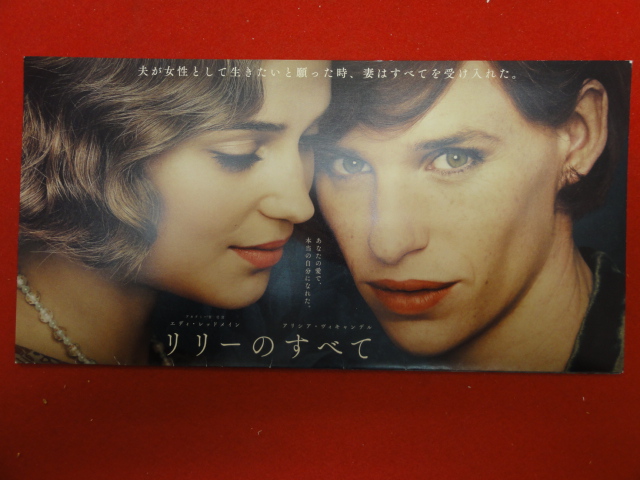 夫が女性として生きたいと願った時、妻はすべてを受け入れた。
あなたの愛で、
本当の自分になれた。
エディ・レッドメイン アリシア・ヴィキャンデル
リリーのすべて